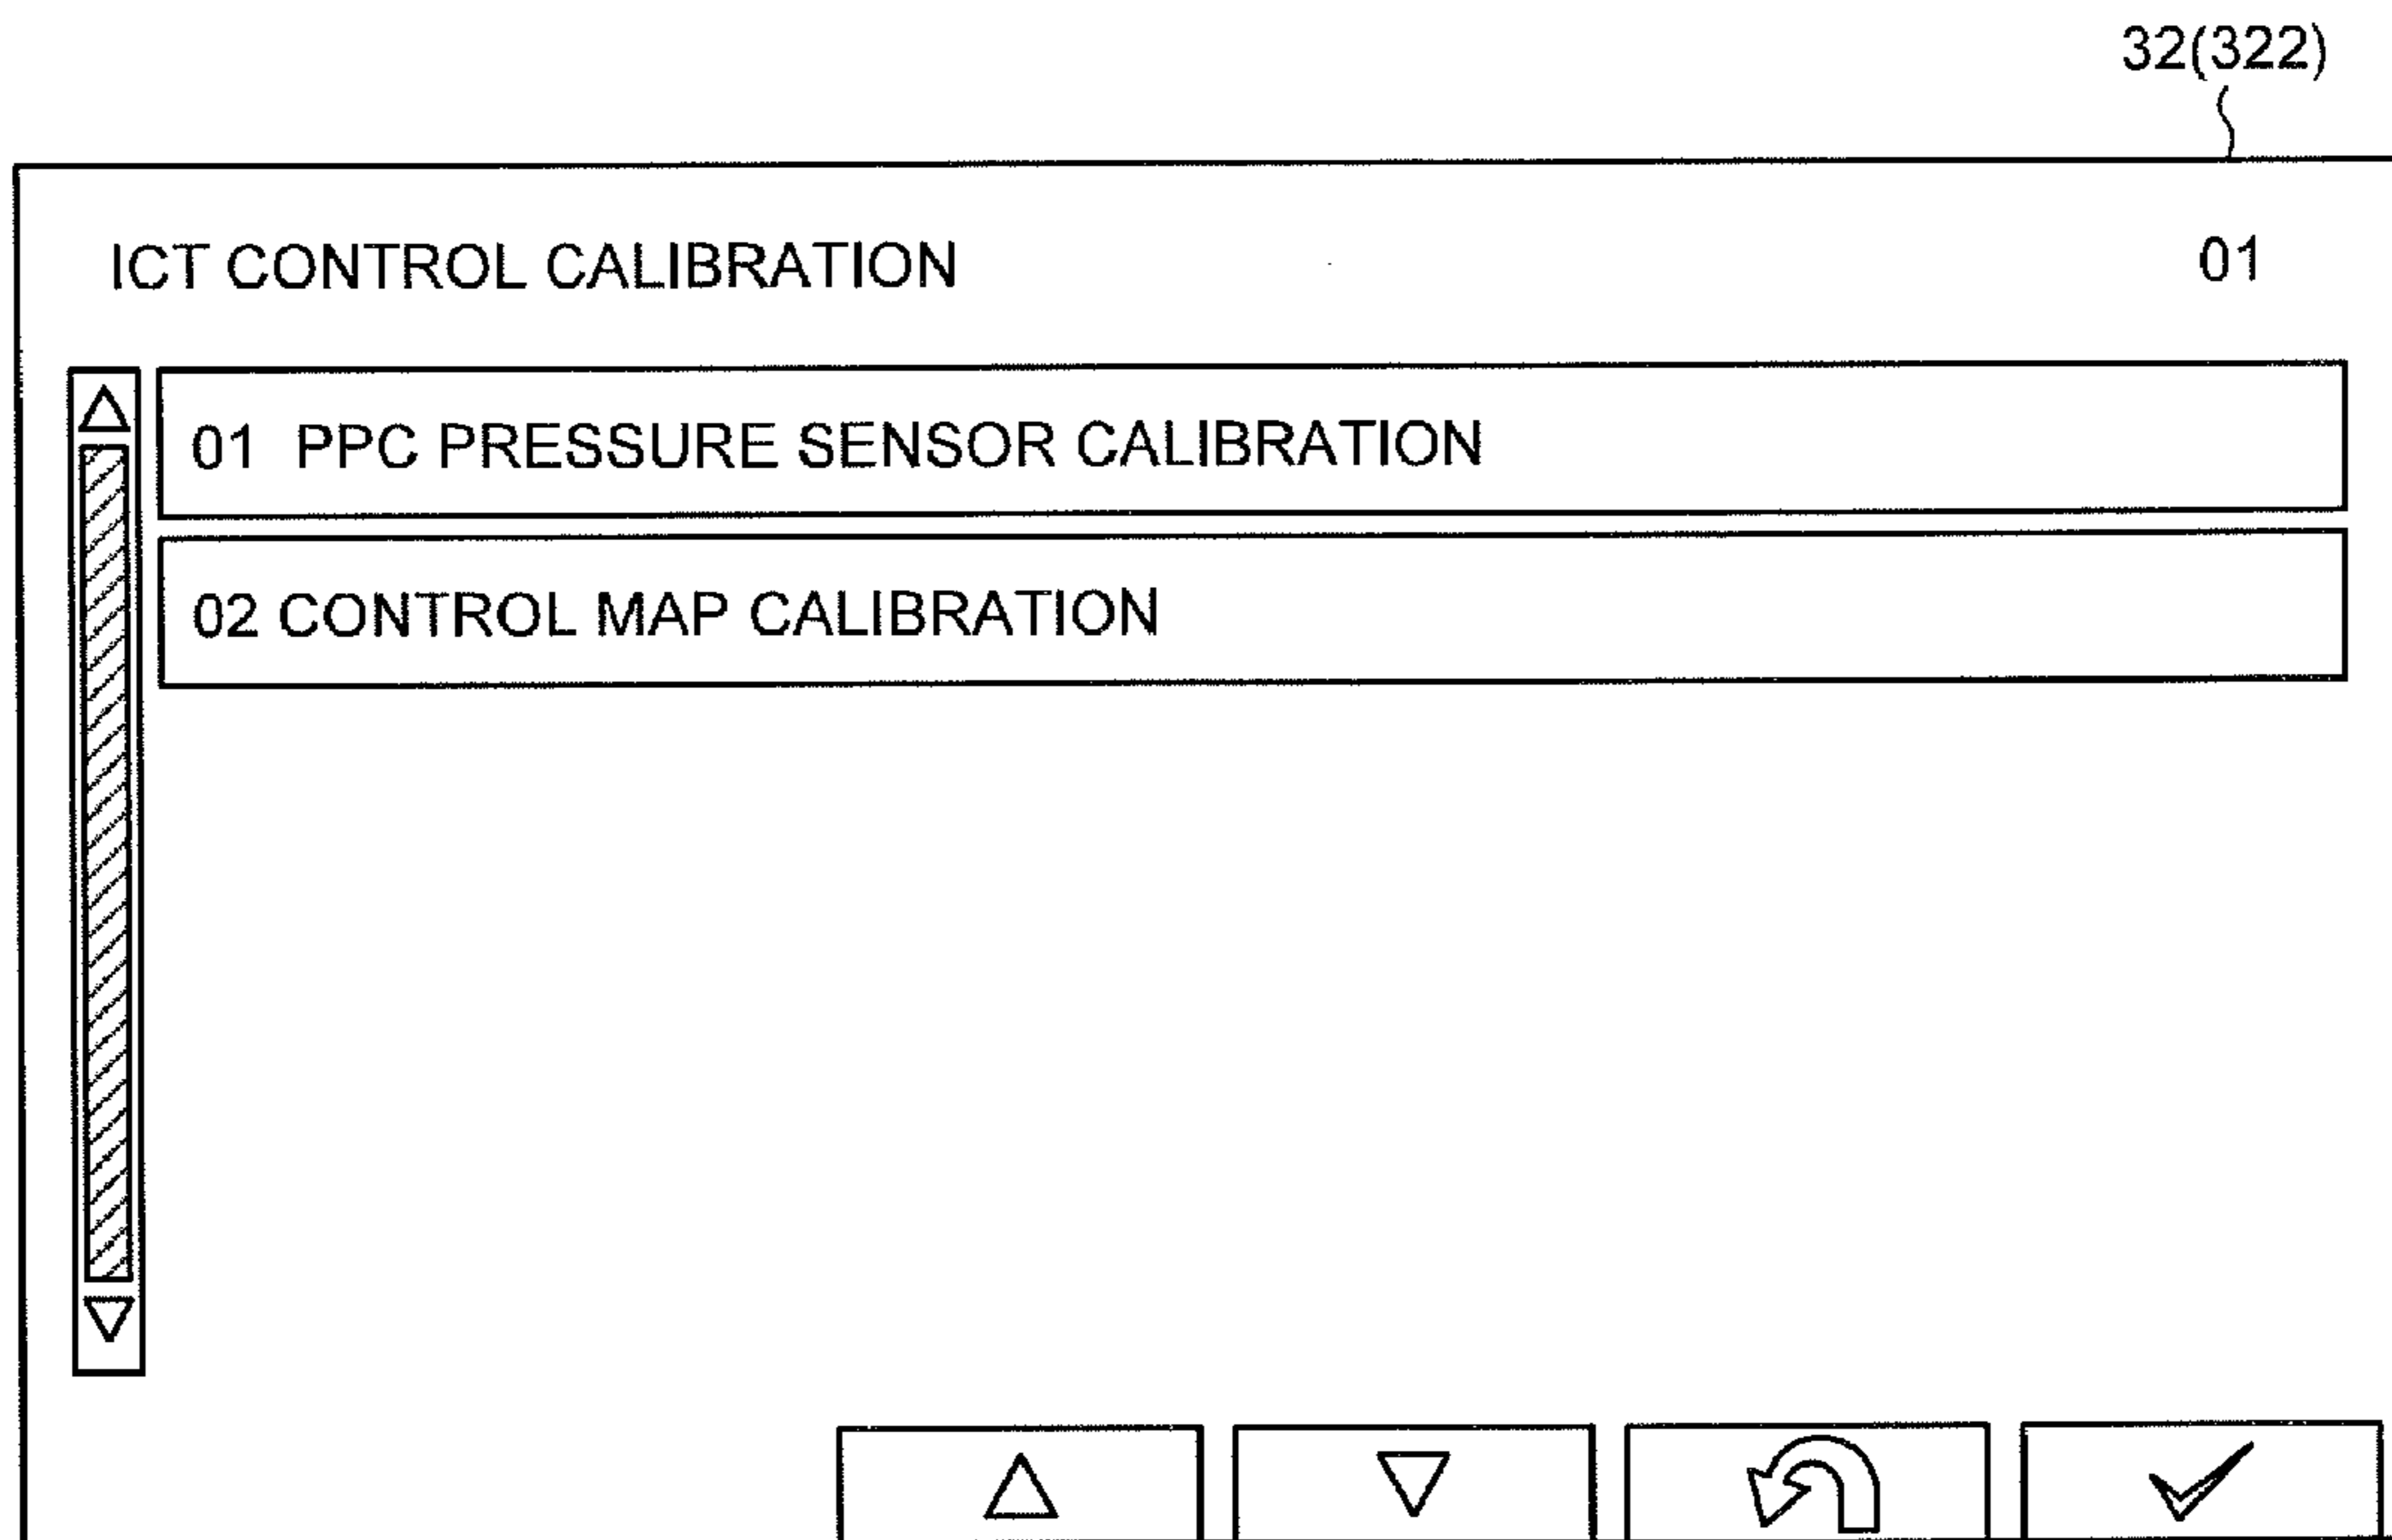 32(322)
ICT CONTROL CALIBRATION 01
01 PPC PRESSURE SENSOR CALIBRATION
02 CONTROL MAP CALIBRATION